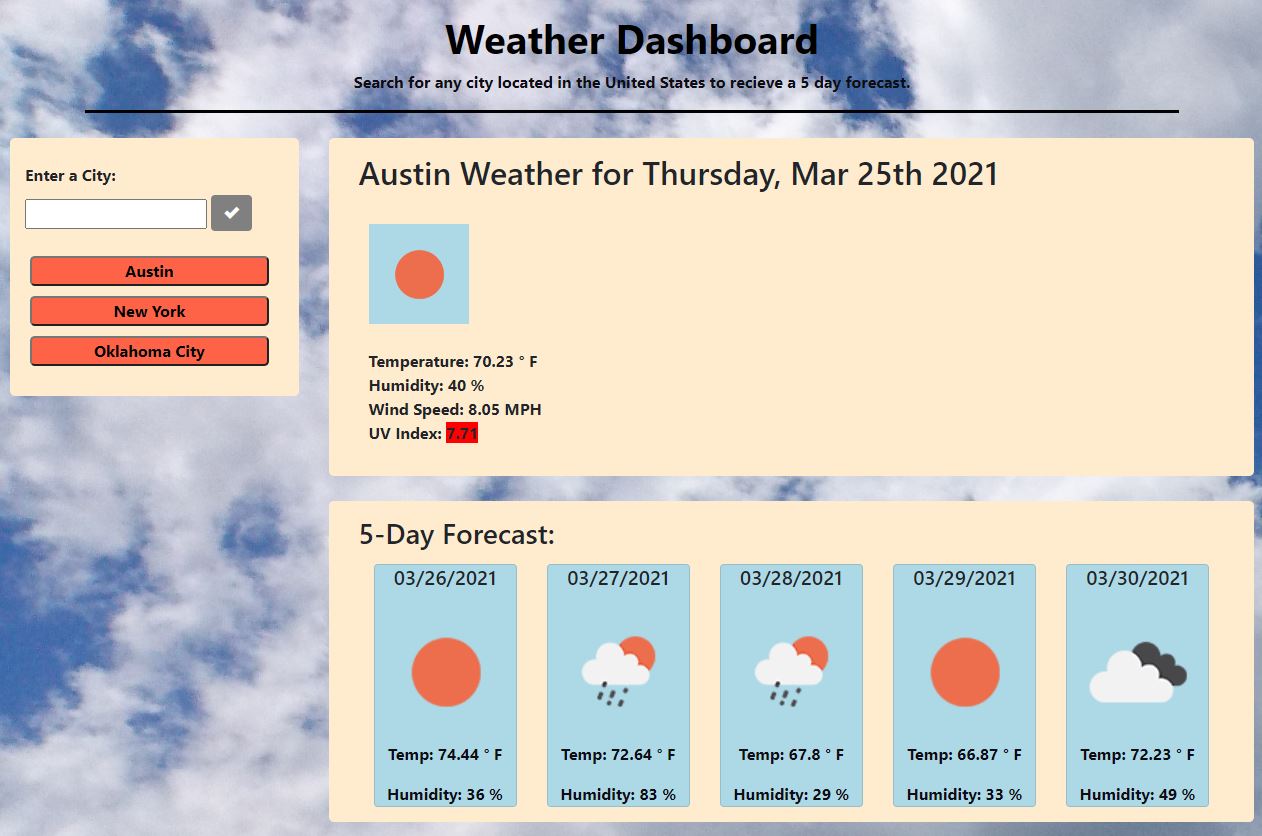 Weather Dashboard
Search for any city located in the United States to recieve a 5 day forecast.
Enter a City:
Austin
New York
Oklahoma City
Austin Weather for Thursday, Mar 25th 2021
Temperature: 70.23 ° F
Humidity: 40 %
Wind Speed: 8.05 MPH
UV Index: 7.71
5-Day Forecast:
03/26/2021
Temp: 74.44 ° F
Humidity: 36 %
03/27/2021
Temp: 72.64 ° F
Humidity: 83 %
03/28/2021
Temp: 67.8 ° F
Humidity: 29 %
03/29/2021
Temp: 66.87 ° F
Humidity: 33 %
03/30/2021
Temp: 72.23 ° F
Humidity: 49 %